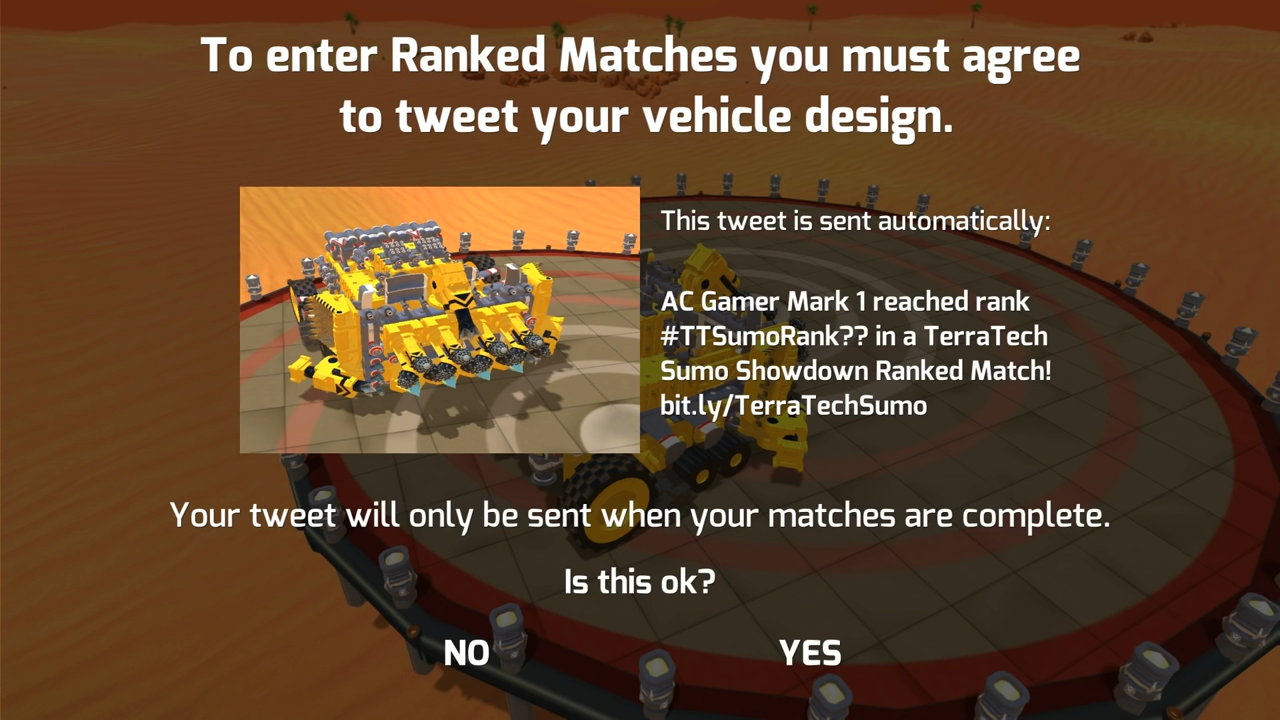 To enter Ranked Matches you must agree
to tweet your vehicle design.
This tweet is sent automatically:
AC Gamer Mark 1 reached rank
#TTSumoRank?? in a TerraTech
Sumo Showdown Ranked Match!
bit.ly/TerraTechSumo
Your tweet will only be sent when your matches are complete.
Is this ok?
NO
YES